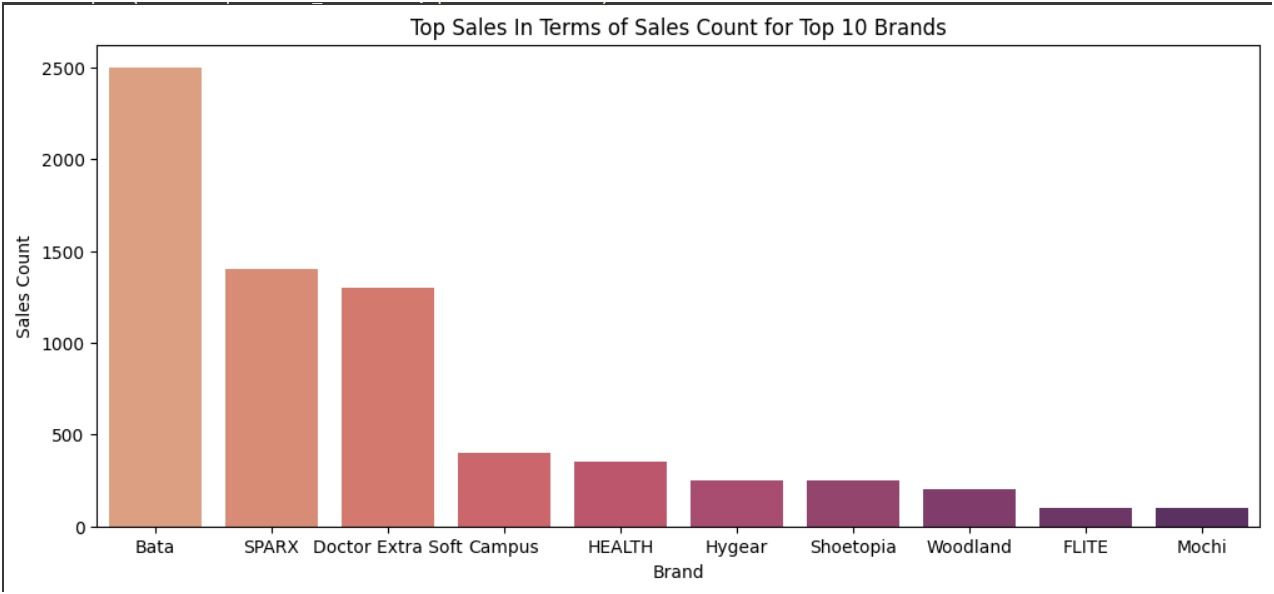 Top Sales In Terms of Sales Count for Top 10 Brands
2500
2000
1500
1000
500
0
Sales Count
Bata SPARX Doctor Extra Soft Campus HEALTH Hygear Shoetopia Woodland FLITE Mochi
Brand